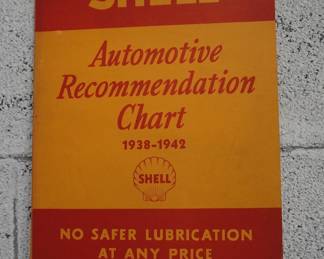 SHELL
Automotive
Recommendation
Chart
1938-1942
SHELL
NO SAFER LUBRICATION
AT ANY PRICE